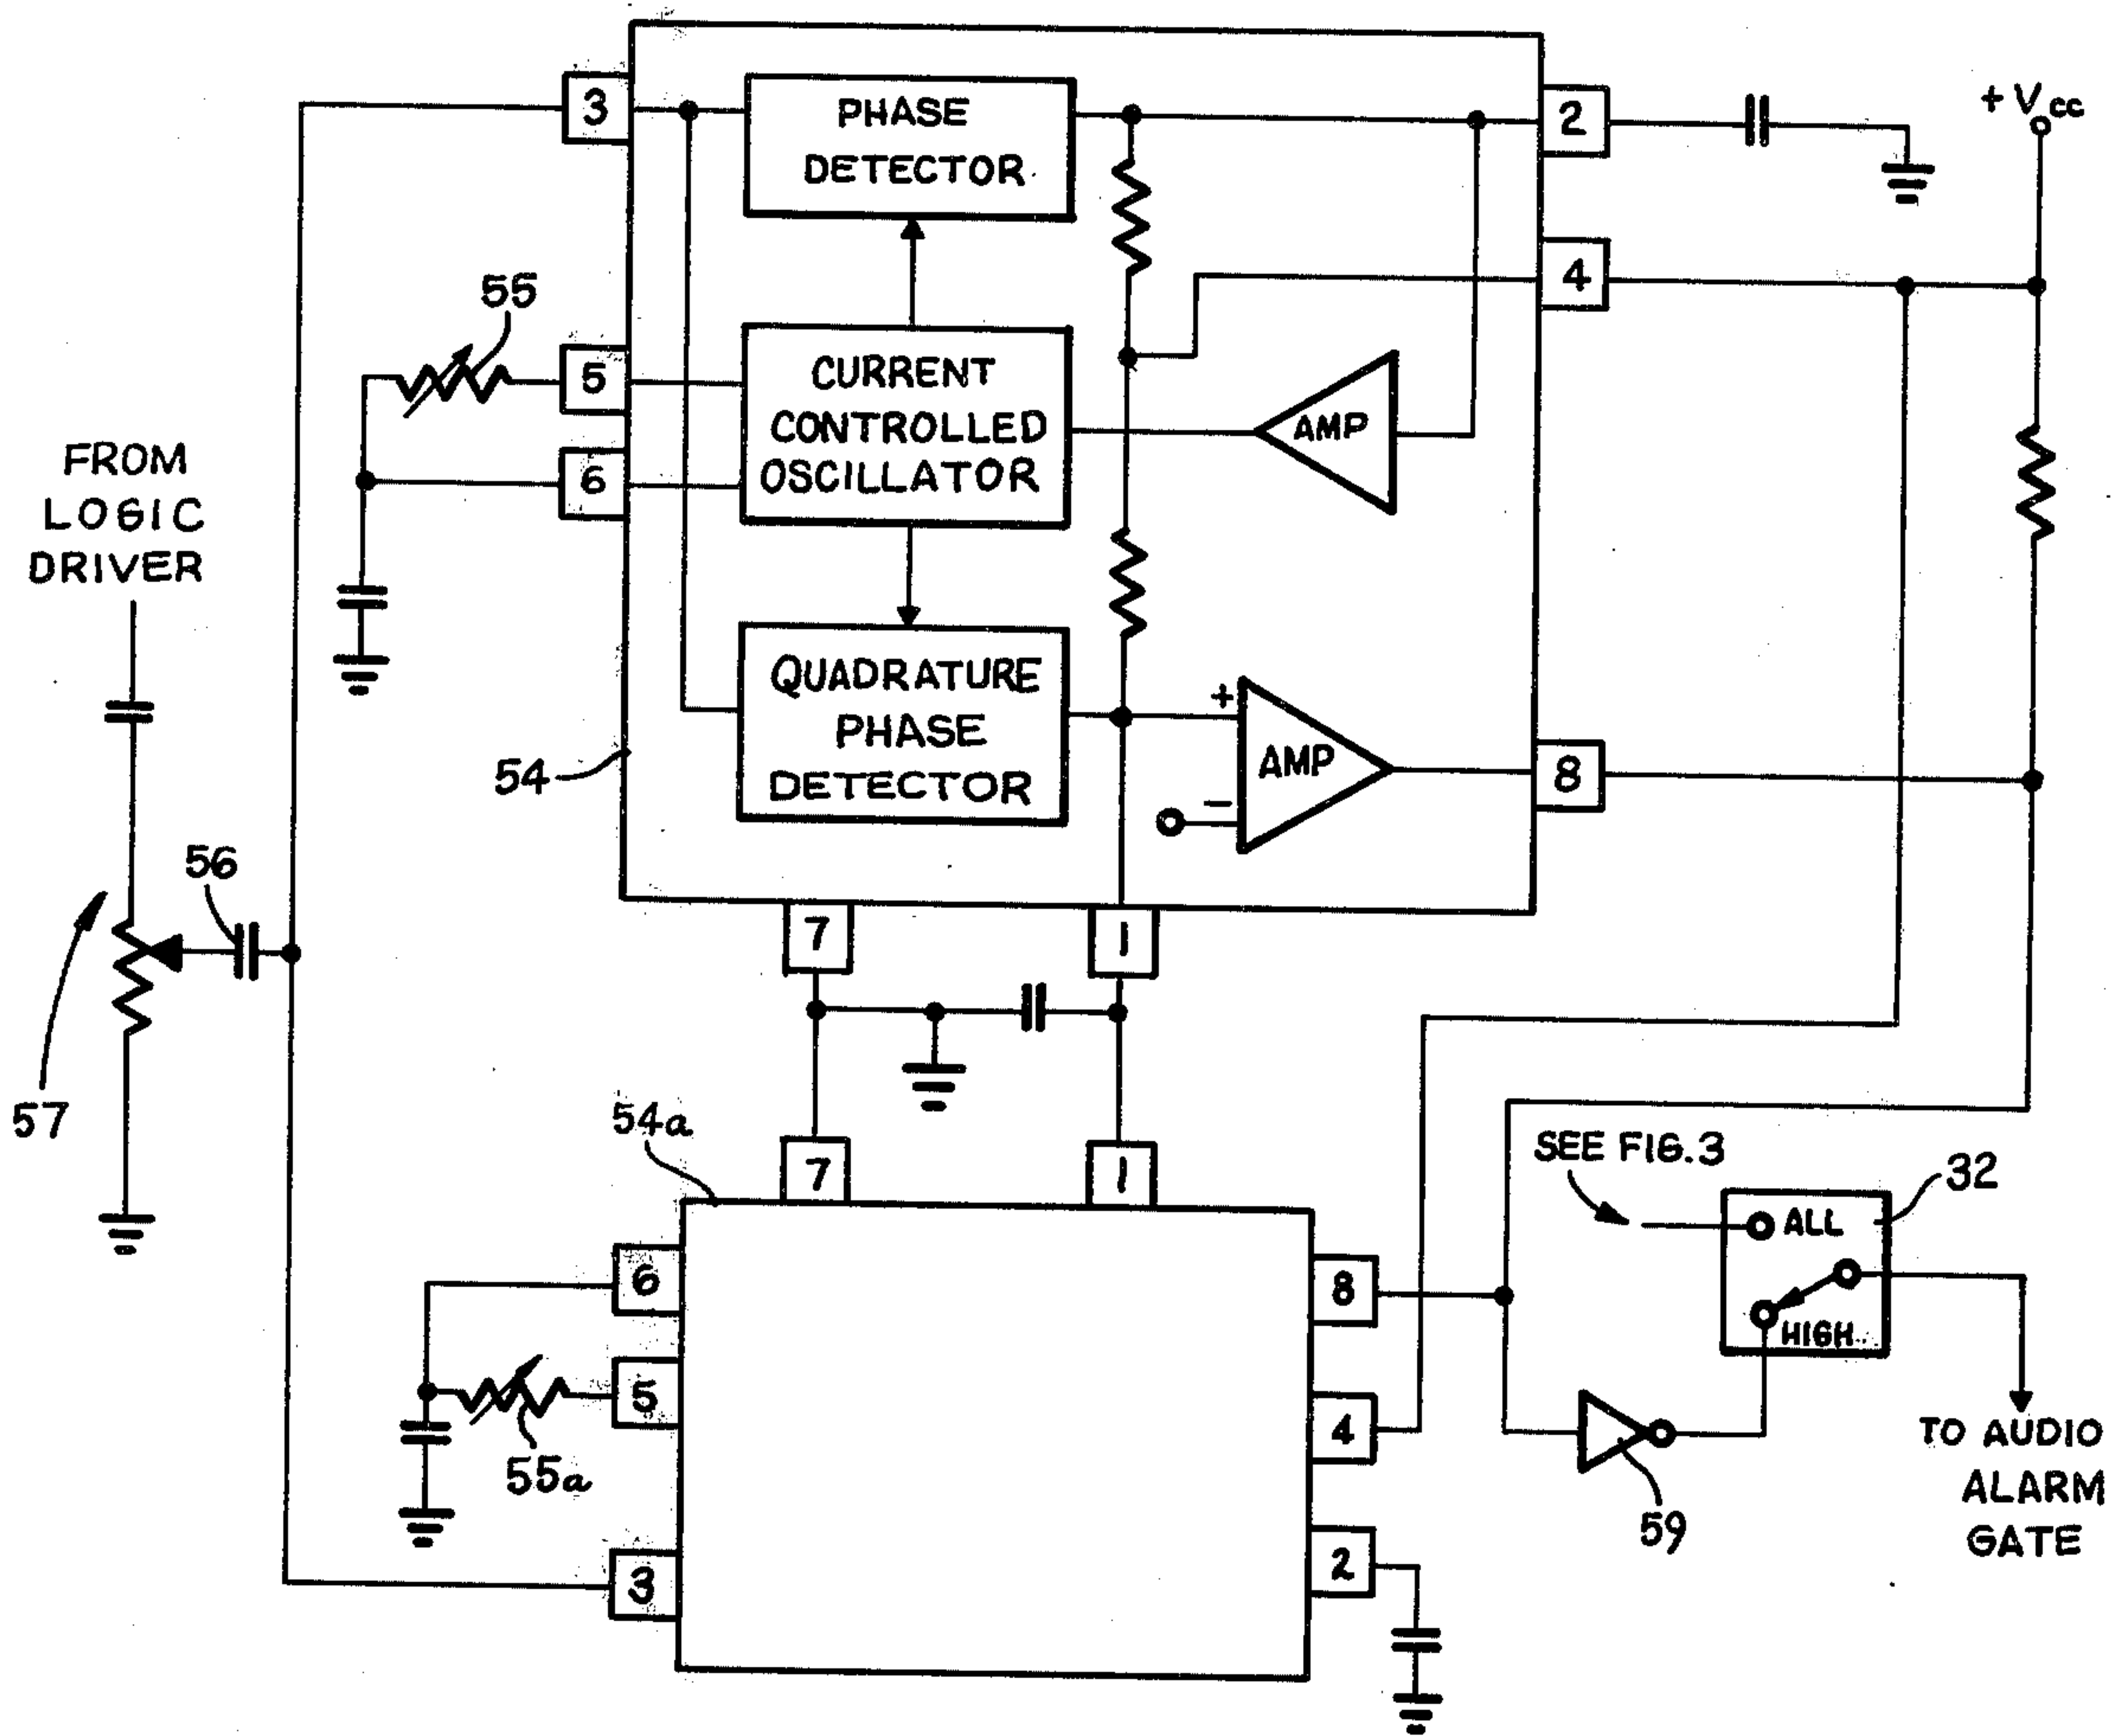 3
PHASE
DETECTOR
2
+ Vcc
4
55
5
CURRENT
CONTROLLED
OSCILLATOR
AMP
6
FROM
LOGIC
DRIVER
QUADRATURE
PHASE
DETECTOR
+
AMP
−
8
54
56
7
1
57
54a
7
1
SEE FIG. 3
32
ALL
HIGH
6
8
5
55a
4
59
TO AUDIO
ALARM
GATE
3
2